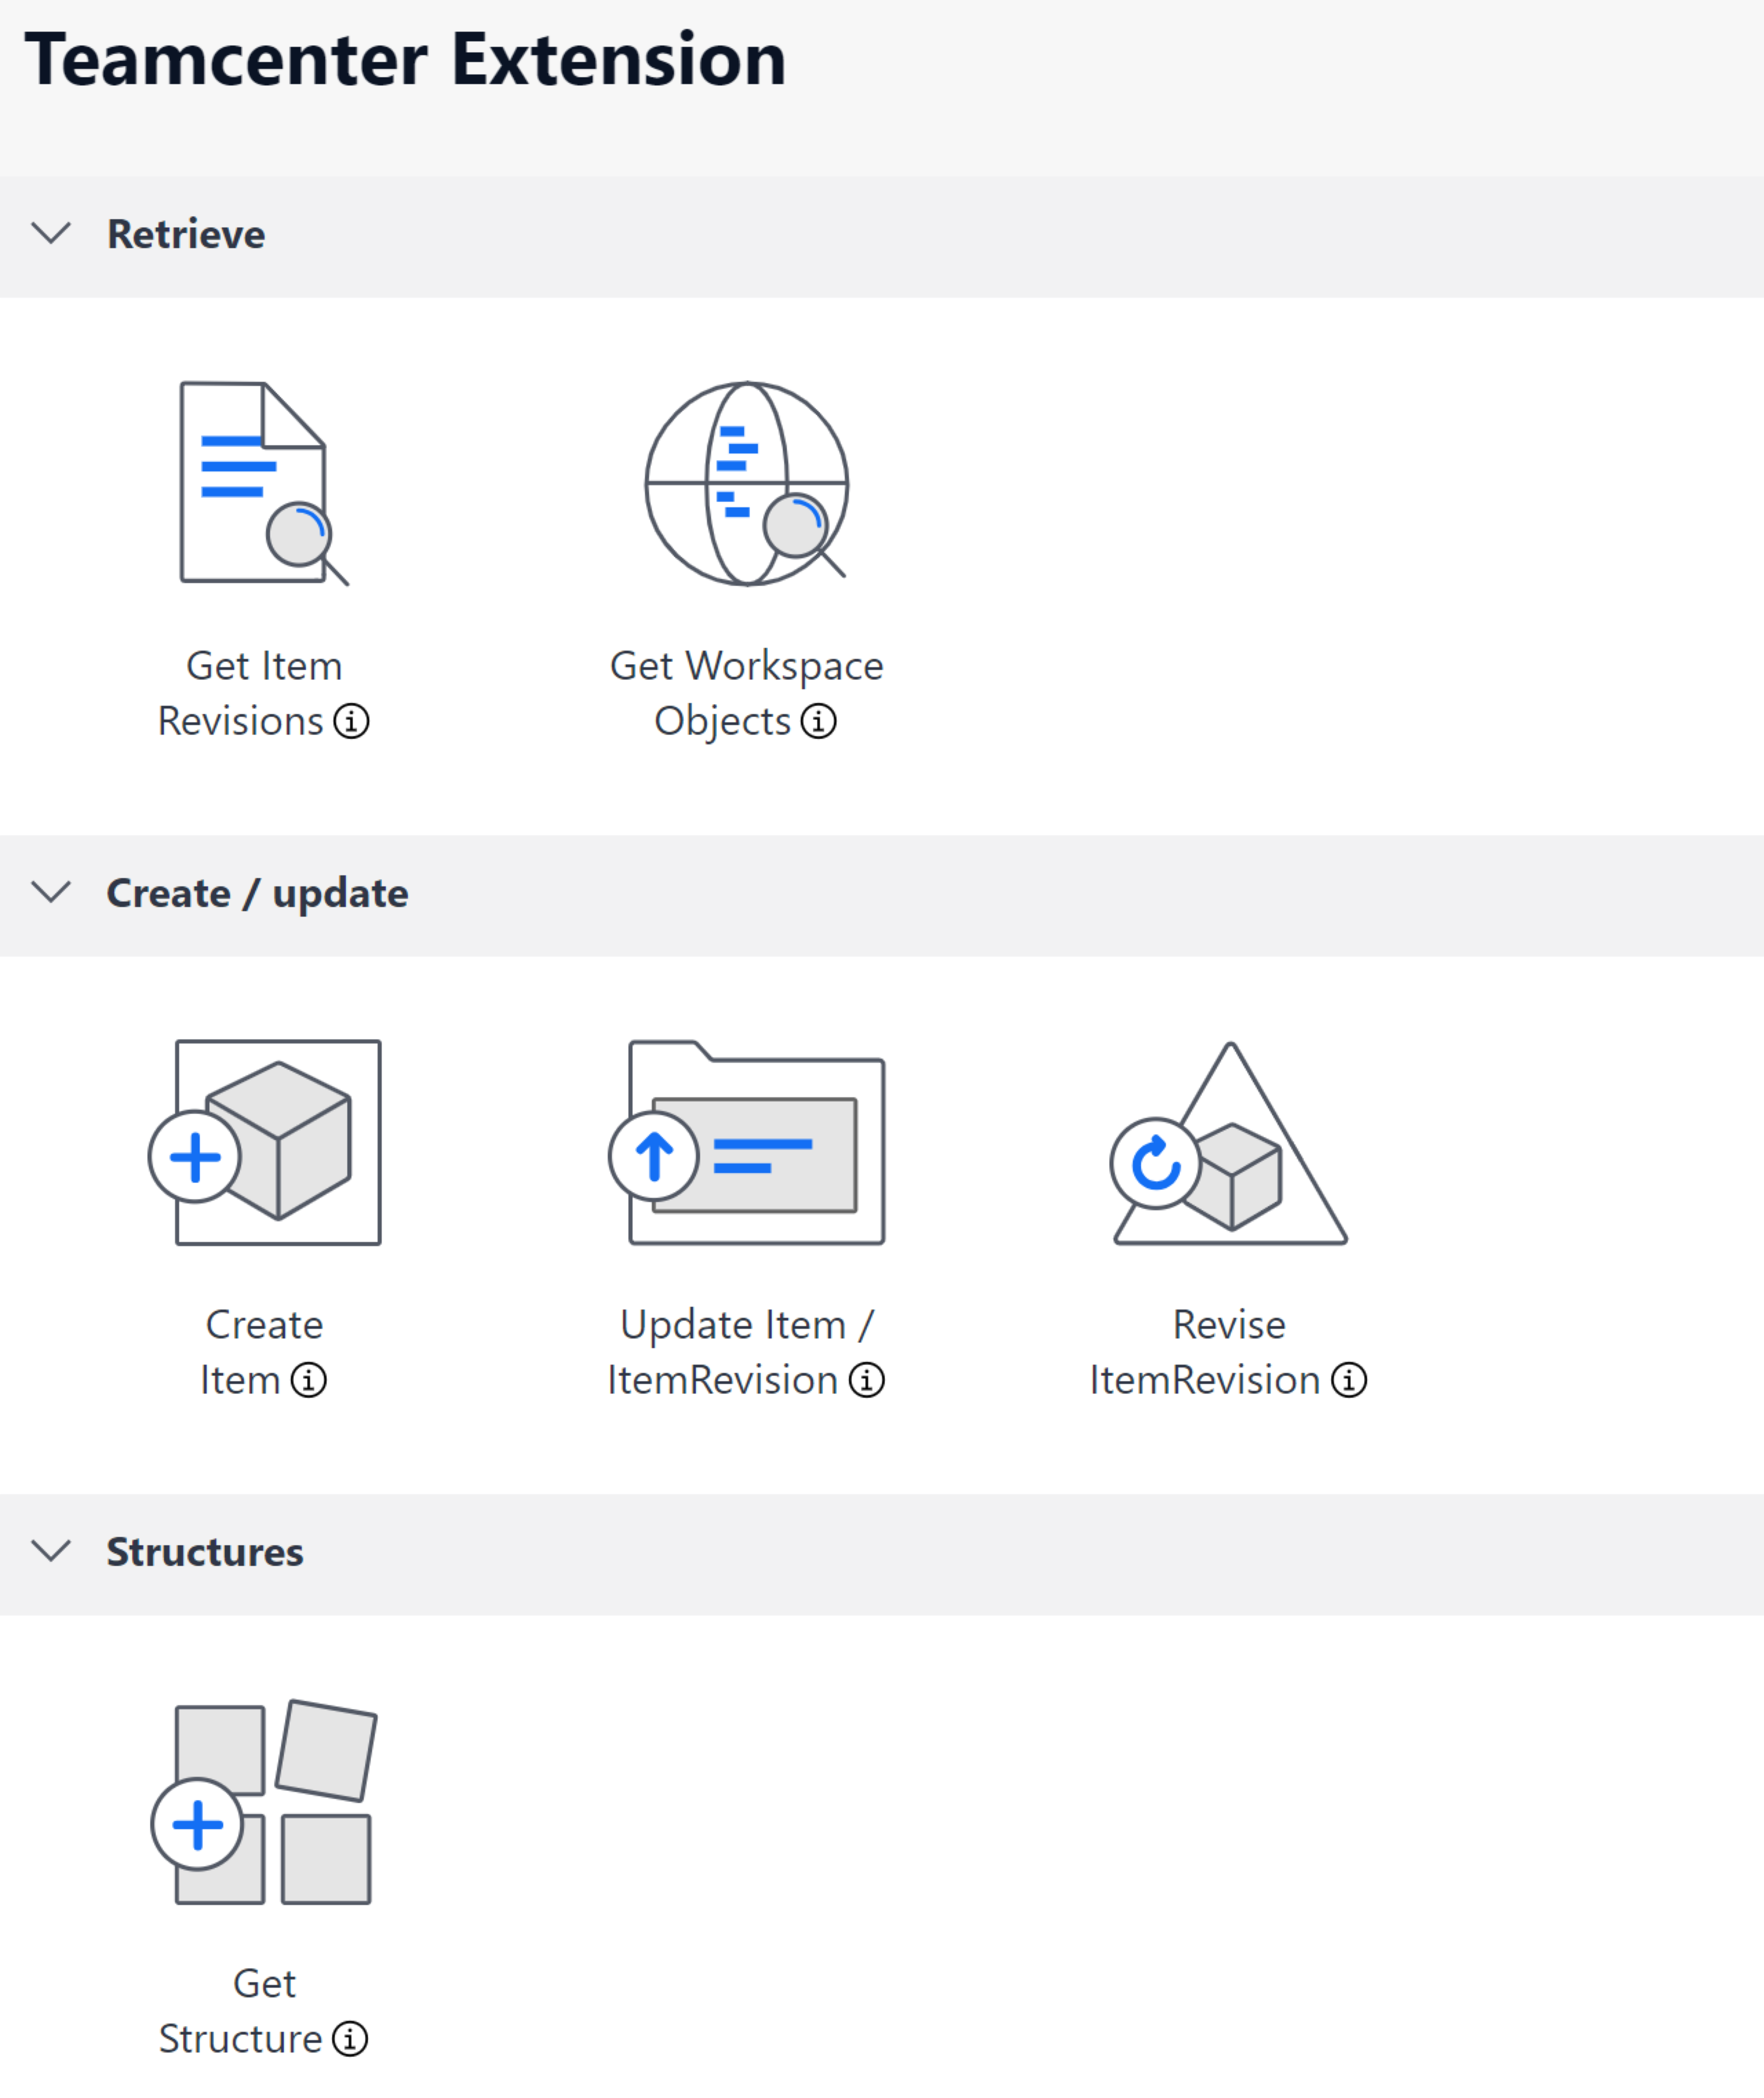 Teamcenter Extension
Retrieve
Get Item
Revisions
Get Workspace
Objects
Create / update
Create
Item
Update Item /
ItemRevision
Revise
ItemRevision
Structures
Get
Structure